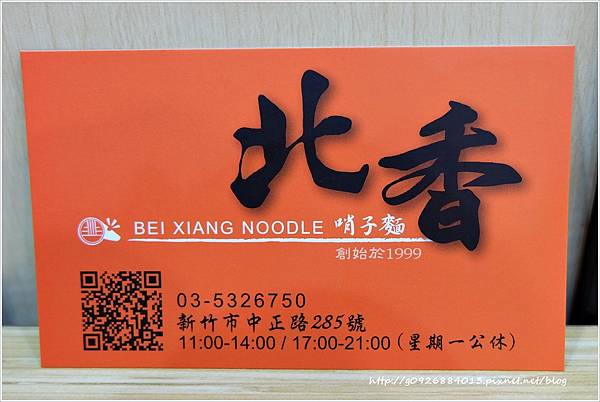 北香
BEI XIANG NOODLE 哨子麵
創始於1999
03-5326750
新竹市中正路285號
11:00-14:00 / 17:00-21:00 (星期一公休)
http://g0926884013.pixnet.net/blog